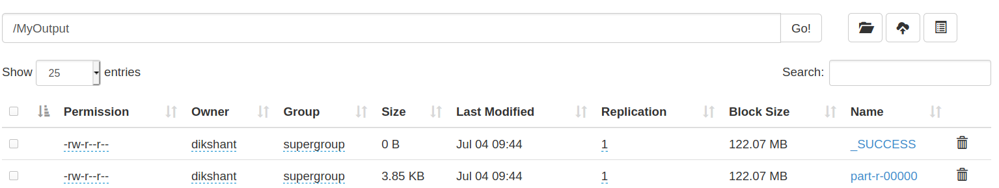 /MyOutput Go!
Show 25 entries Search:
Permission Owner Group Size Last Modified Replication Block Size Name
-rw-r--r-- dikshant supergroup 0 B Jul 04 09:44 1 122.07 MB _SUCCESS
-rw-r--r-- dikshant supergroup 3.85 KB Jul 04 09:44 1 122.07 MB part-r-00000